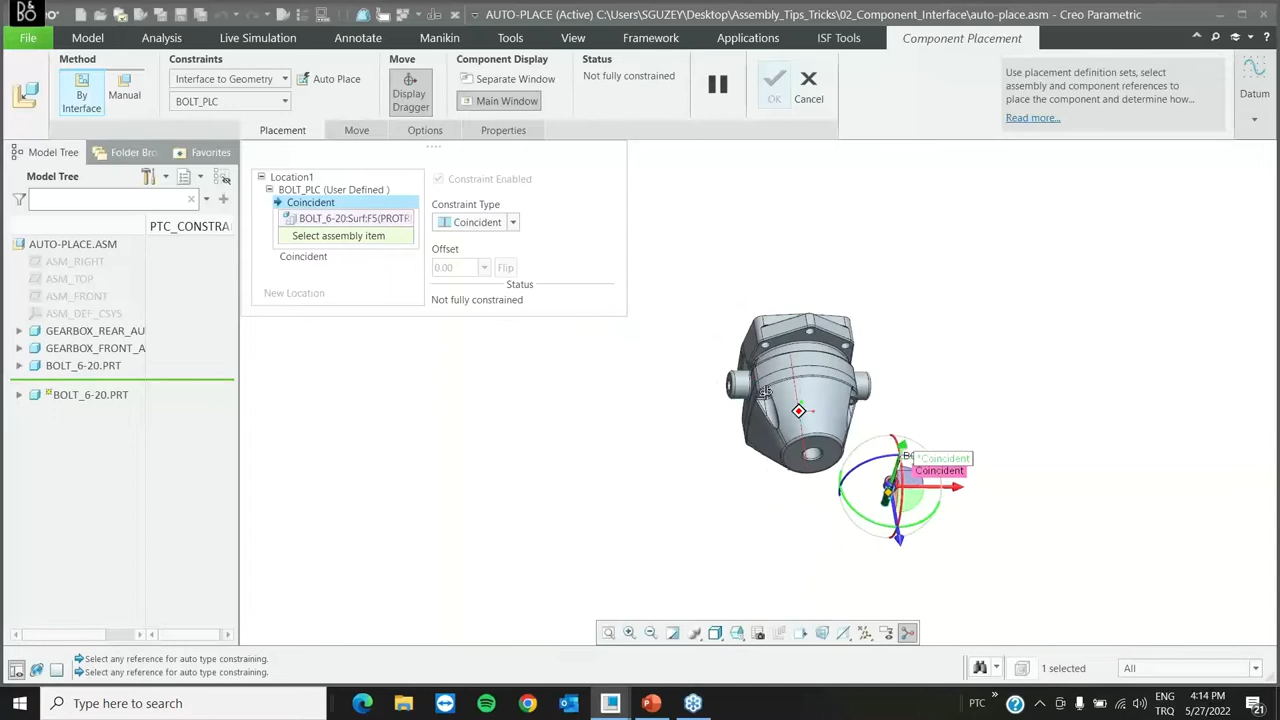 AUTO-PLACE (Active) C:\Users\SGUZEY\Desktop\Assembly_Tips_Tricks\02_Component_Interface\auto-place.asm - Creo Parametric
File Model Analysis Live Simulation Annotate Manikin Tools View Framework Applications ISF Tools Component Placement
Method Constraints Move Component Display Status
By Interface
Manual
Interface to Geometry
Auto Place
BOLT_PLC
Display Dragger
Separate Window
Main Window
Not fully constrained
OK
Cancel
Use placement definition sets, select
assembly and component references to
place the component and determine how...
Read more...
Datum
Placement Move Options Properties
Model Tree Folder Bro Favorites
Model Tree
PTC_CONSTRA
AUTO-PLACE.ASM
ASM_RIGHT
ASM_TOP
ASM_FRONT
ASM_DEF_CSYS
GEARBOX_REAR_AU
GEARBOX_FRONT_A
BOLT_6-20.PRT
BOLT_6-20.PRT
Location1
BOLT_PLC (User Defined )
Coincident
BOLT_6-20:Surf:F5(PROTR
Select assembly item
Coincident
New Location
Constraint Enabled
Constraint Type
Coincident
Offset
0.00
Flip
Status
Not fully constrained
*Coincident
Coincident
Select any reference for auto type constraining.
Select any reference for auto type constraining.
1 selected
All
Type here to search
PTC
ENG
TRQ
4:14 PM
5/27/2022
21